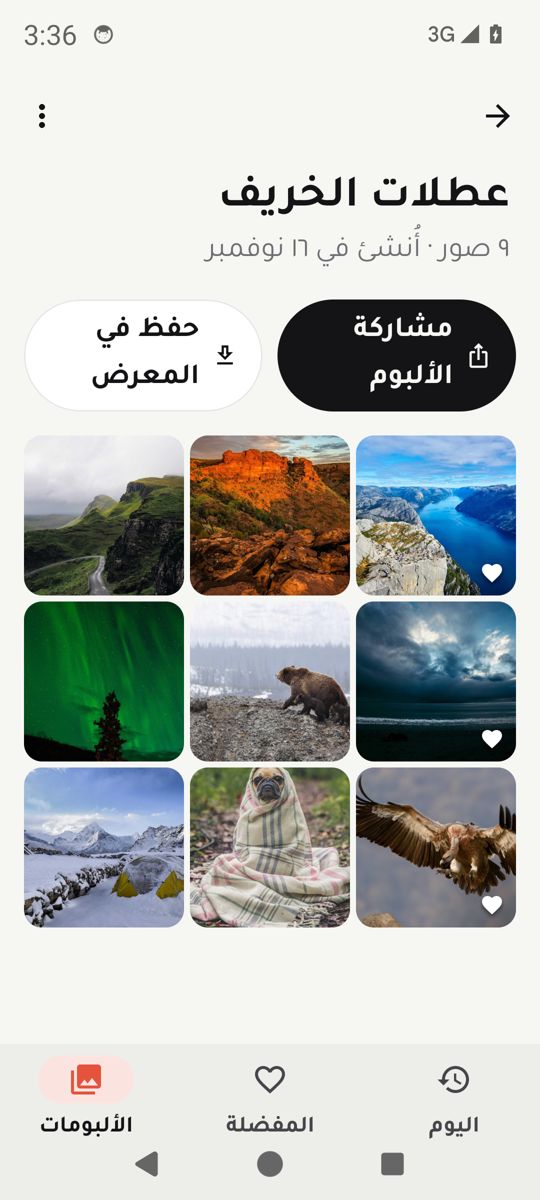 3:36
3G
عطلات الخريف
٩ صور · أُنشئ في ١٦ نوفمبر
مشاركة
الألبوم
حفظ في
المعرض
اليوم
المفضلة
الألبومات